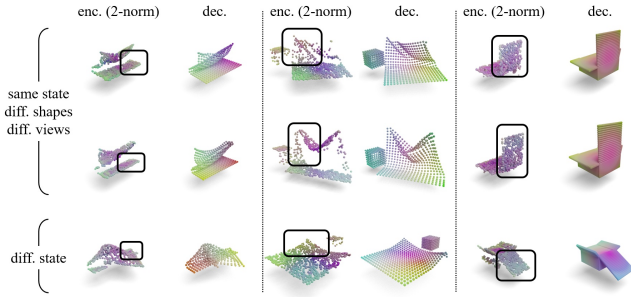 enc. (2-norm) dec. enc. (2-norm) dec. enc. (2-norm) dec.
same state
diff. shapes
diff. views
diff. state